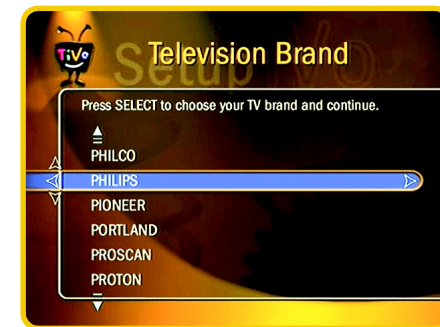 TiVo
Television Brand
Setup
Press SELECT to choose your TV brand and continue.
PHILCO
PHILIPS
PIONEER
PORTLAND
PROSCAN
PROTON